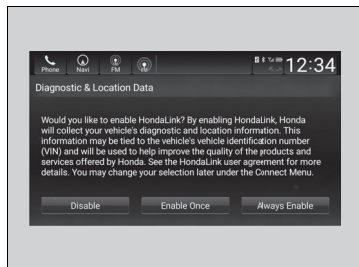 Phone Navi FM 12:34
Diagnostic & Location Data
Would you like to enable HondaLink? By enabling HondaLink, Honda
will collect your vehicle's diagnostic and location information. This
information may be tied to the vehicle's vehicle identification number
(VIN) and will be used to help improve the quality of the products and
services offered by Honda. See the HondaLink user agreement for more
details. You may change your selection later under the Connect Menu.
Disable Enable Once Always Enable